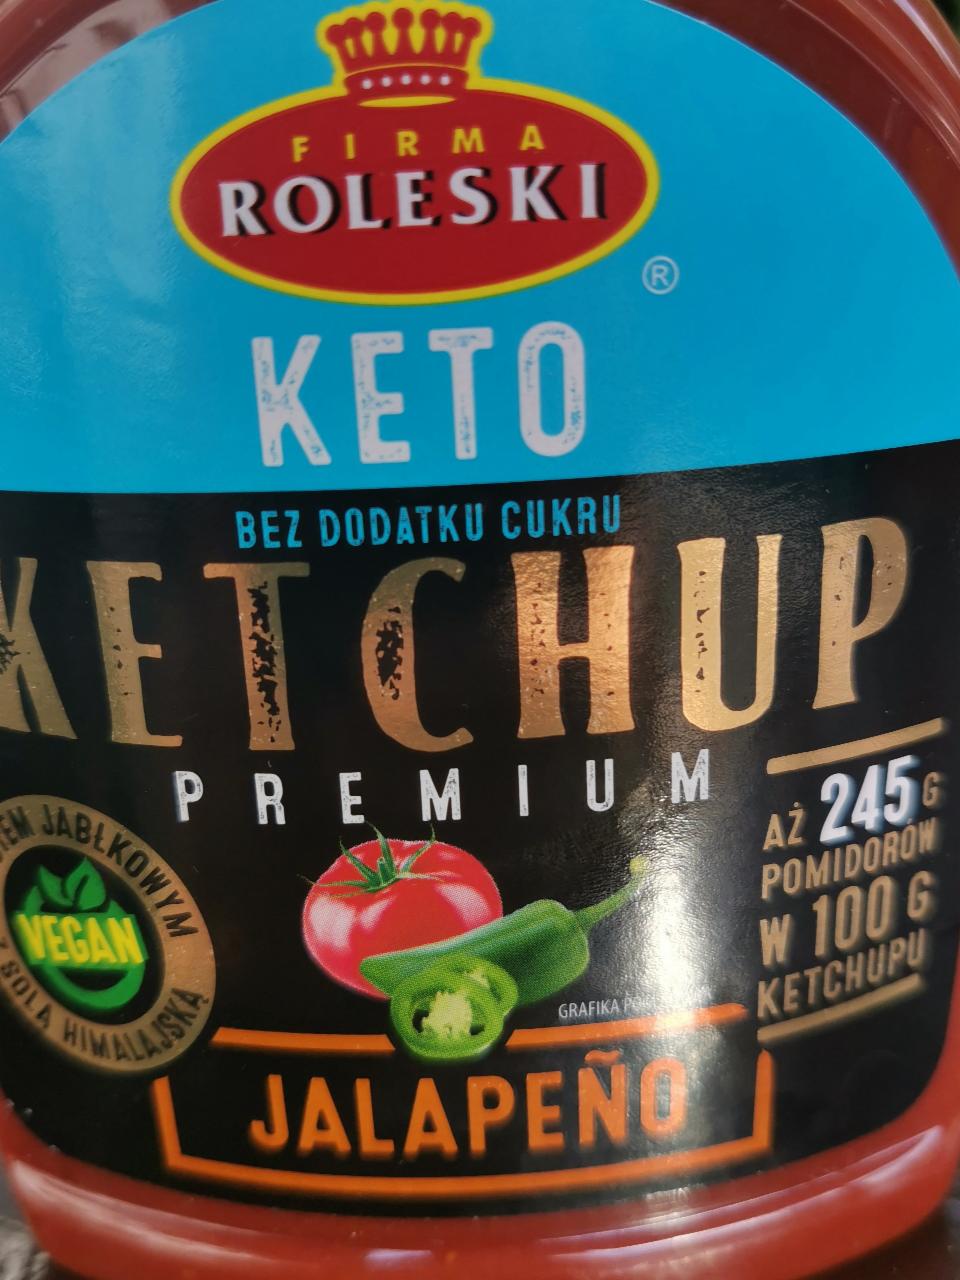 FIRMA
ROLESKI
®
KETO
BEZ DODATKU CUKRU
KETCHUP
PREMIUM
AŻ 245 G
POMIDORÓW
W 100 G
KETCHUPU
JABŁKOWYM
VEGAN
Z SOLĄ HIMALAJSKĄ
GRAFIKA
JALAPEÑO